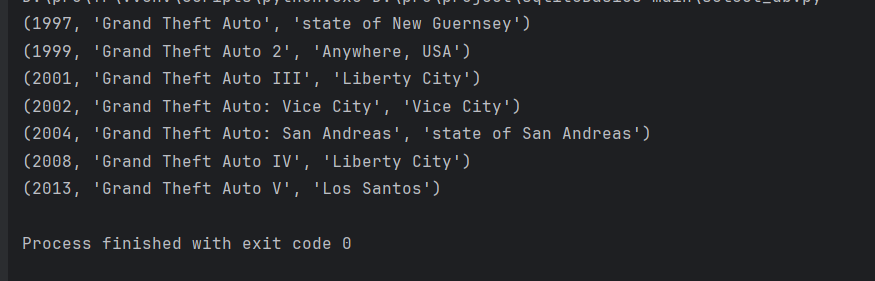 (1997, 'Grand Theft Auto', 'state of New Guernsey')
(1999, 'Grand Theft Auto 2', 'Anywhere, USA')
(2001, 'Grand Theft Auto III', 'Liberty City')
(2002, 'Grand Theft Auto: Vice City', 'Vice City')
(2004, 'Grand Theft Auto: San Andreas', 'state of San Andreas')
(2008, 'Grand Theft Auto IV', 'Liberty City')
(2013, 'Grand Theft Auto V', 'Los Santos')
Process finished with exit code 0